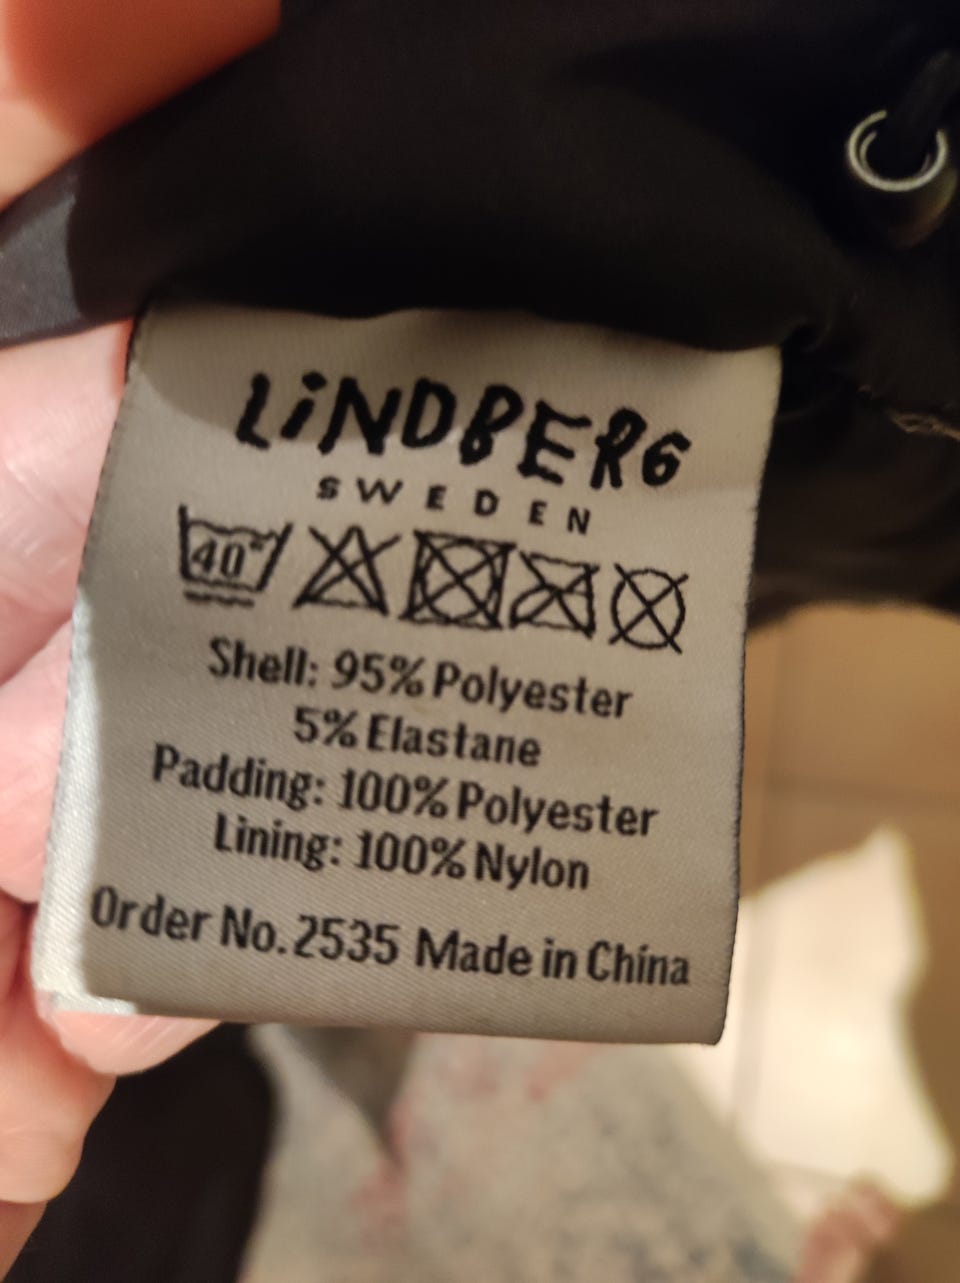 LiNDBERG
SWEDEN
40°
Shell: 95% Polyester
5% Elastane
Padding: 100% Polyester
Lining: 100% Nylon
Order No. 2535 Made in China